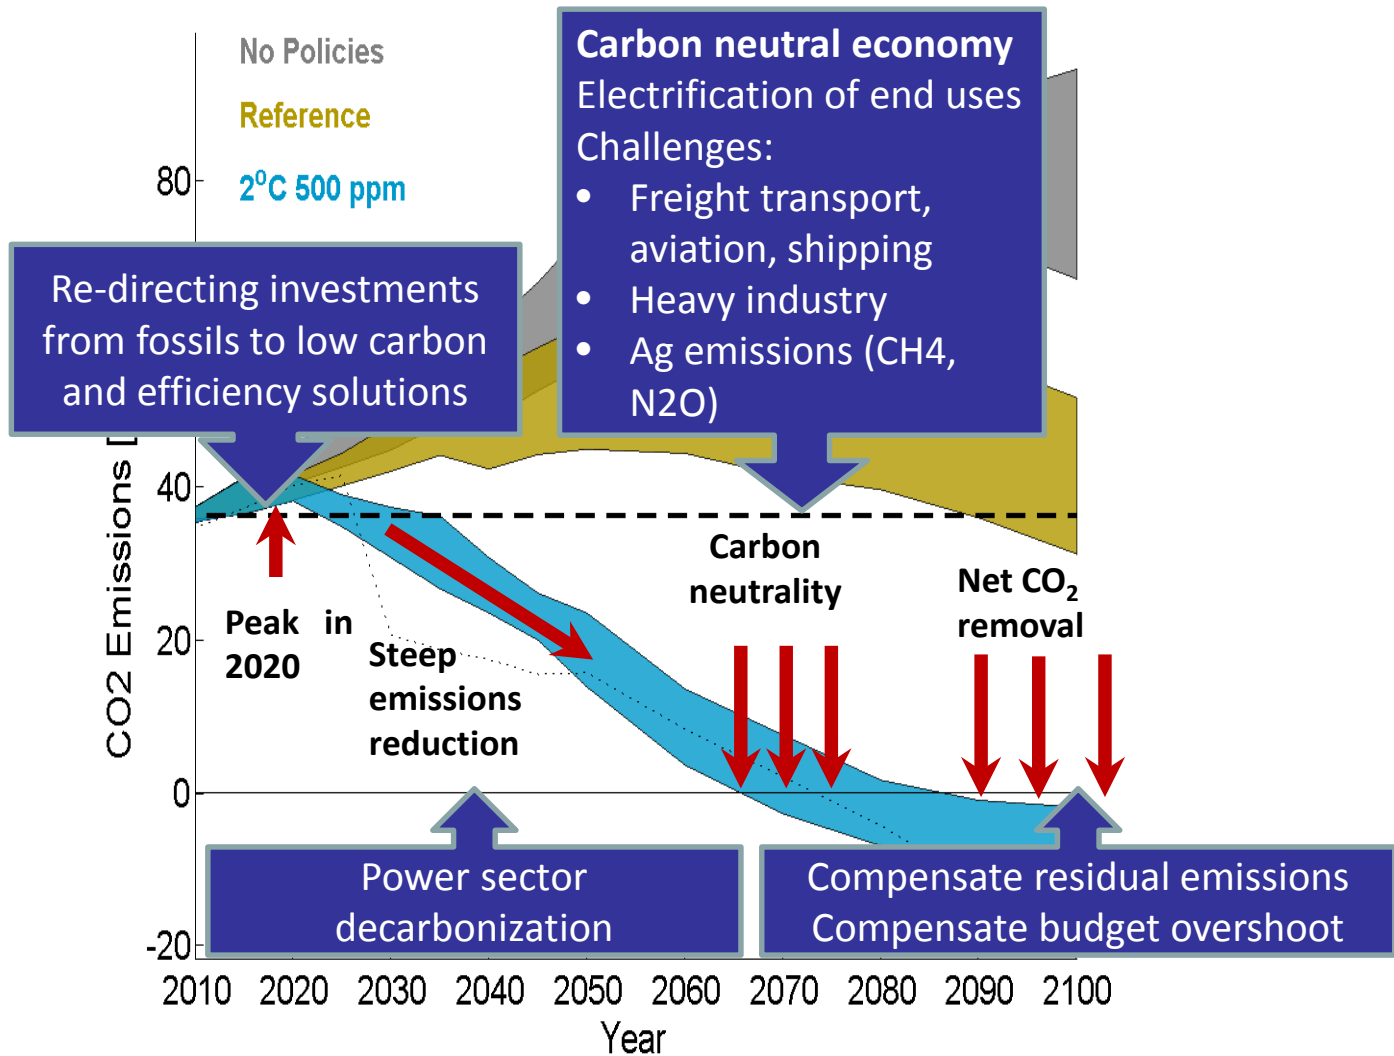 No Policies
Reference
2⁰C 500 ppm
Carbon neutral economy
Electrification of end uses
Challenges:
• Freight transport,
aviation, shipping
• Heavy industry
• Ag emissions (CH4,
N2O)
Re-directing investments
from fossils to low carbon
and efficiency solutions
80
40
20
0
-20
CO2 Emissions [
Peak in
2020
Steep
emissions
reduction
Carbon
neutrality
Net CO₂
removal
Power sector
decarbonization
Compensate residual emissions
Compensate budget overshoot
2010 2020 2030 2040 2050 2060 2070 2080 2090 2100
Year